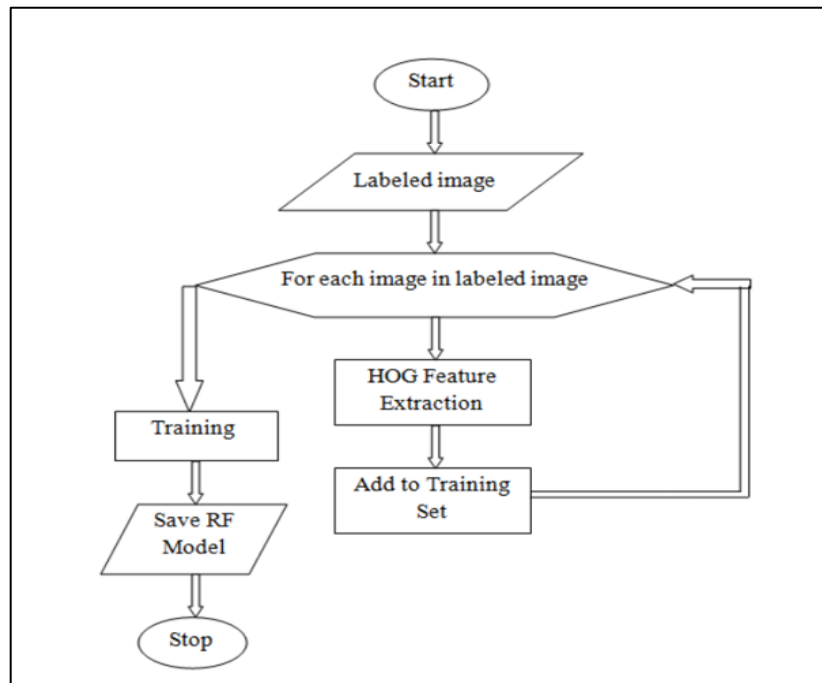 Start
Labeled image
For each image in labeled image
HOG Feature
Extraction
Training
Add to Training
Set
Save RF
Model
Stop